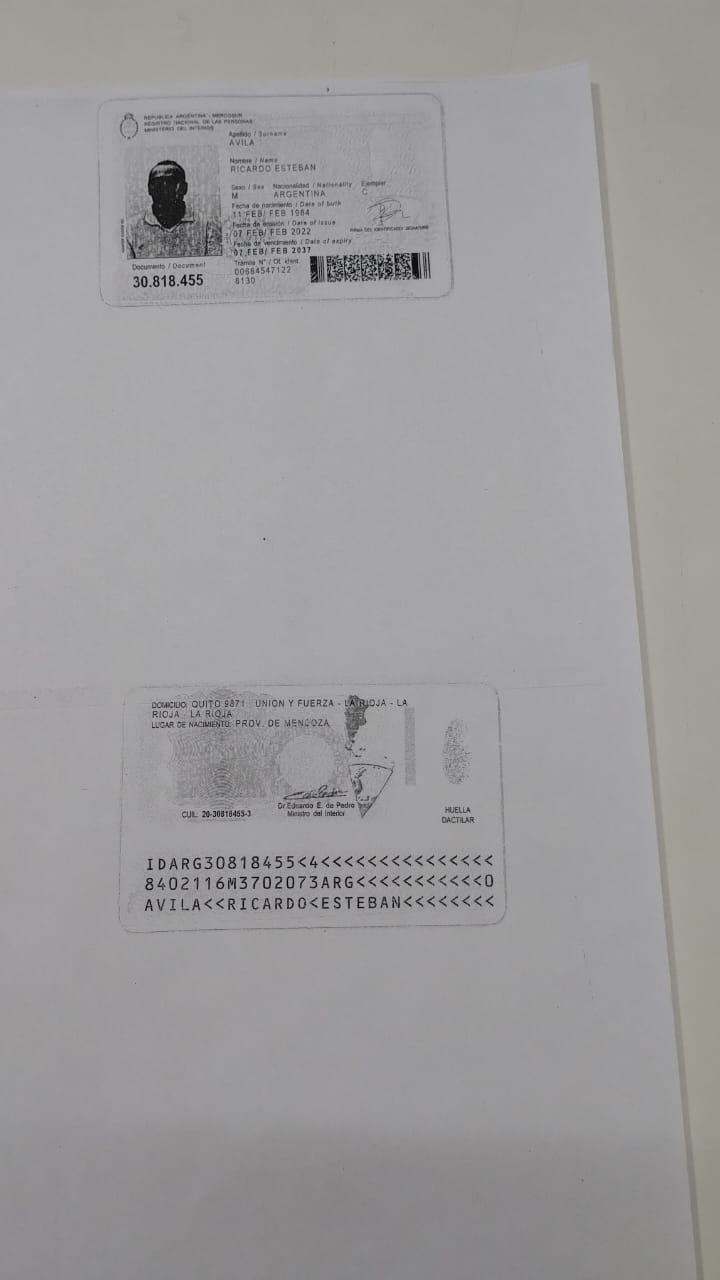 REPUBLICA ARGENTINA - MERCOSUR
REGISTRO NACIONAL DE LAS PERSONAS
MINISTERIO DEL INTERIOR
Apellido / Surname
AVILA
Nombre / Name
RICARDO ESTEBAN
Sexo / Sex Nacionalidad / Nationality Ejemplar
M ARGENTINA C
Fecha de nacimiento / Date of birth
11 FEB/ FEB 1984
Fecha de emisión / Date of issue
07 FEB/ FEB 2022
FIRMA DEL IDENTIFICADO/ SIGNATURE
Fecha de vencimiento / Date of expiry
07 FEB/ FEB 2037
Documento / Document
30.818.455
Trámite N° / Of. ident.
00684547122
8130
DOMICILIO: QUITO 9871 UNION Y FUERZA - LA RIOJA - LA
RIOJA - LA RIOJA
LUGAR DE NACIMIENTO: PROV. DE MENDOZA
CUIL: 20-30818455-3
Dr. Eduardo E. de Pedro
Ministro del Interior
HUELLA
DACTILAR
IDARG30818455<4<<<<<<<<<<<<<<<
8402116M3702073ARG<<<<<<<<<<<0
AVILA<<RICARDO<ESTEBAN<<<<<<<<